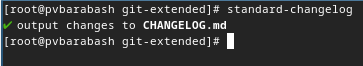 [root@pvbarabash git-extended]# standard-changelog
✔ output changes to CHANGELOG.md
[root@pvbarabash git-extended]#